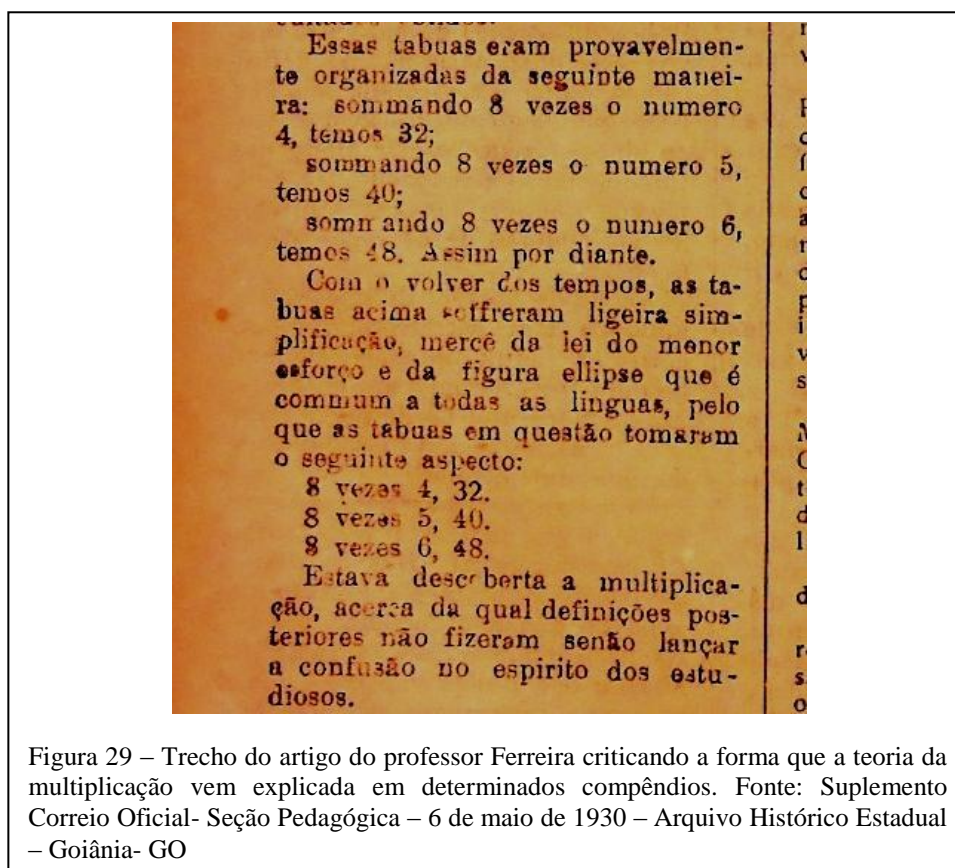 Essas tabuas eram provavelmen-
te organizadas da seguinte manei-
ra: sommando 8 vezes o numero
4, temos 32;
sommando 8 vezes o numero 5,
temos 40;
sommando 8 vezes o numero 6,
temos 48. Assim por diante.
Com o volver dos tempos, as ta-
buas acima soffreram ligeira sim-
plificação, mercê da lei do menor
esforço e da figura ellipse que é
commum a todas as linguas, pelo
que as tabuas em questão tomaram
o seguinte aspecto:
8 vezes 4, 32.
8 vezes 5, 40.
8 vezes 6, 48.
Estava descoberta a multiplica-
ção, acerca da qual definições pos-
teriores não fizeram senão lançar
a confusão no espirito dos estu-
diosos.
Figura 29 – Trecho do artigo do professor Ferreira criticando a forma que a teoria da
multiplicação vem explicada em determinados compêndios. Fonte: Suplemento
Correio Oficial- Seção Pedagógica – 6 de maio de 1930 – Arquivo Histórico Estadual
– Goiânia- GO